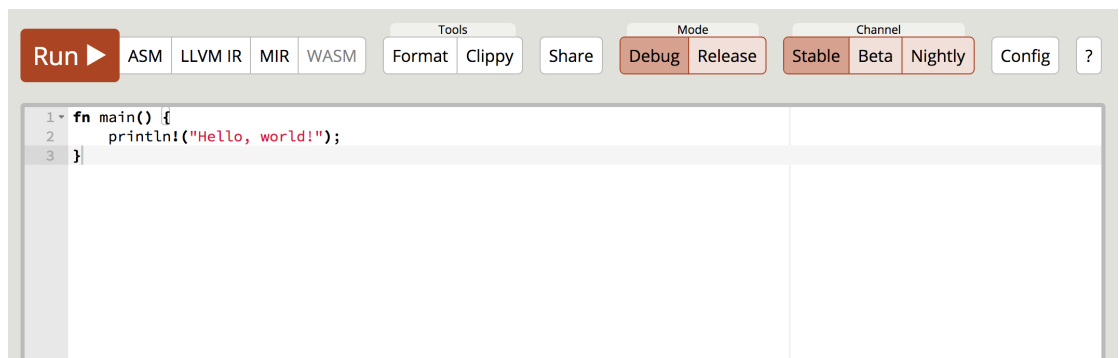 Tools Mode Channel
Run ASM LLVM IR MIR WASM Format Clippy Share Debug Release Stable Beta Nightly Config ?
1 fn main() {
2     println!("Hello, world!");
3 }